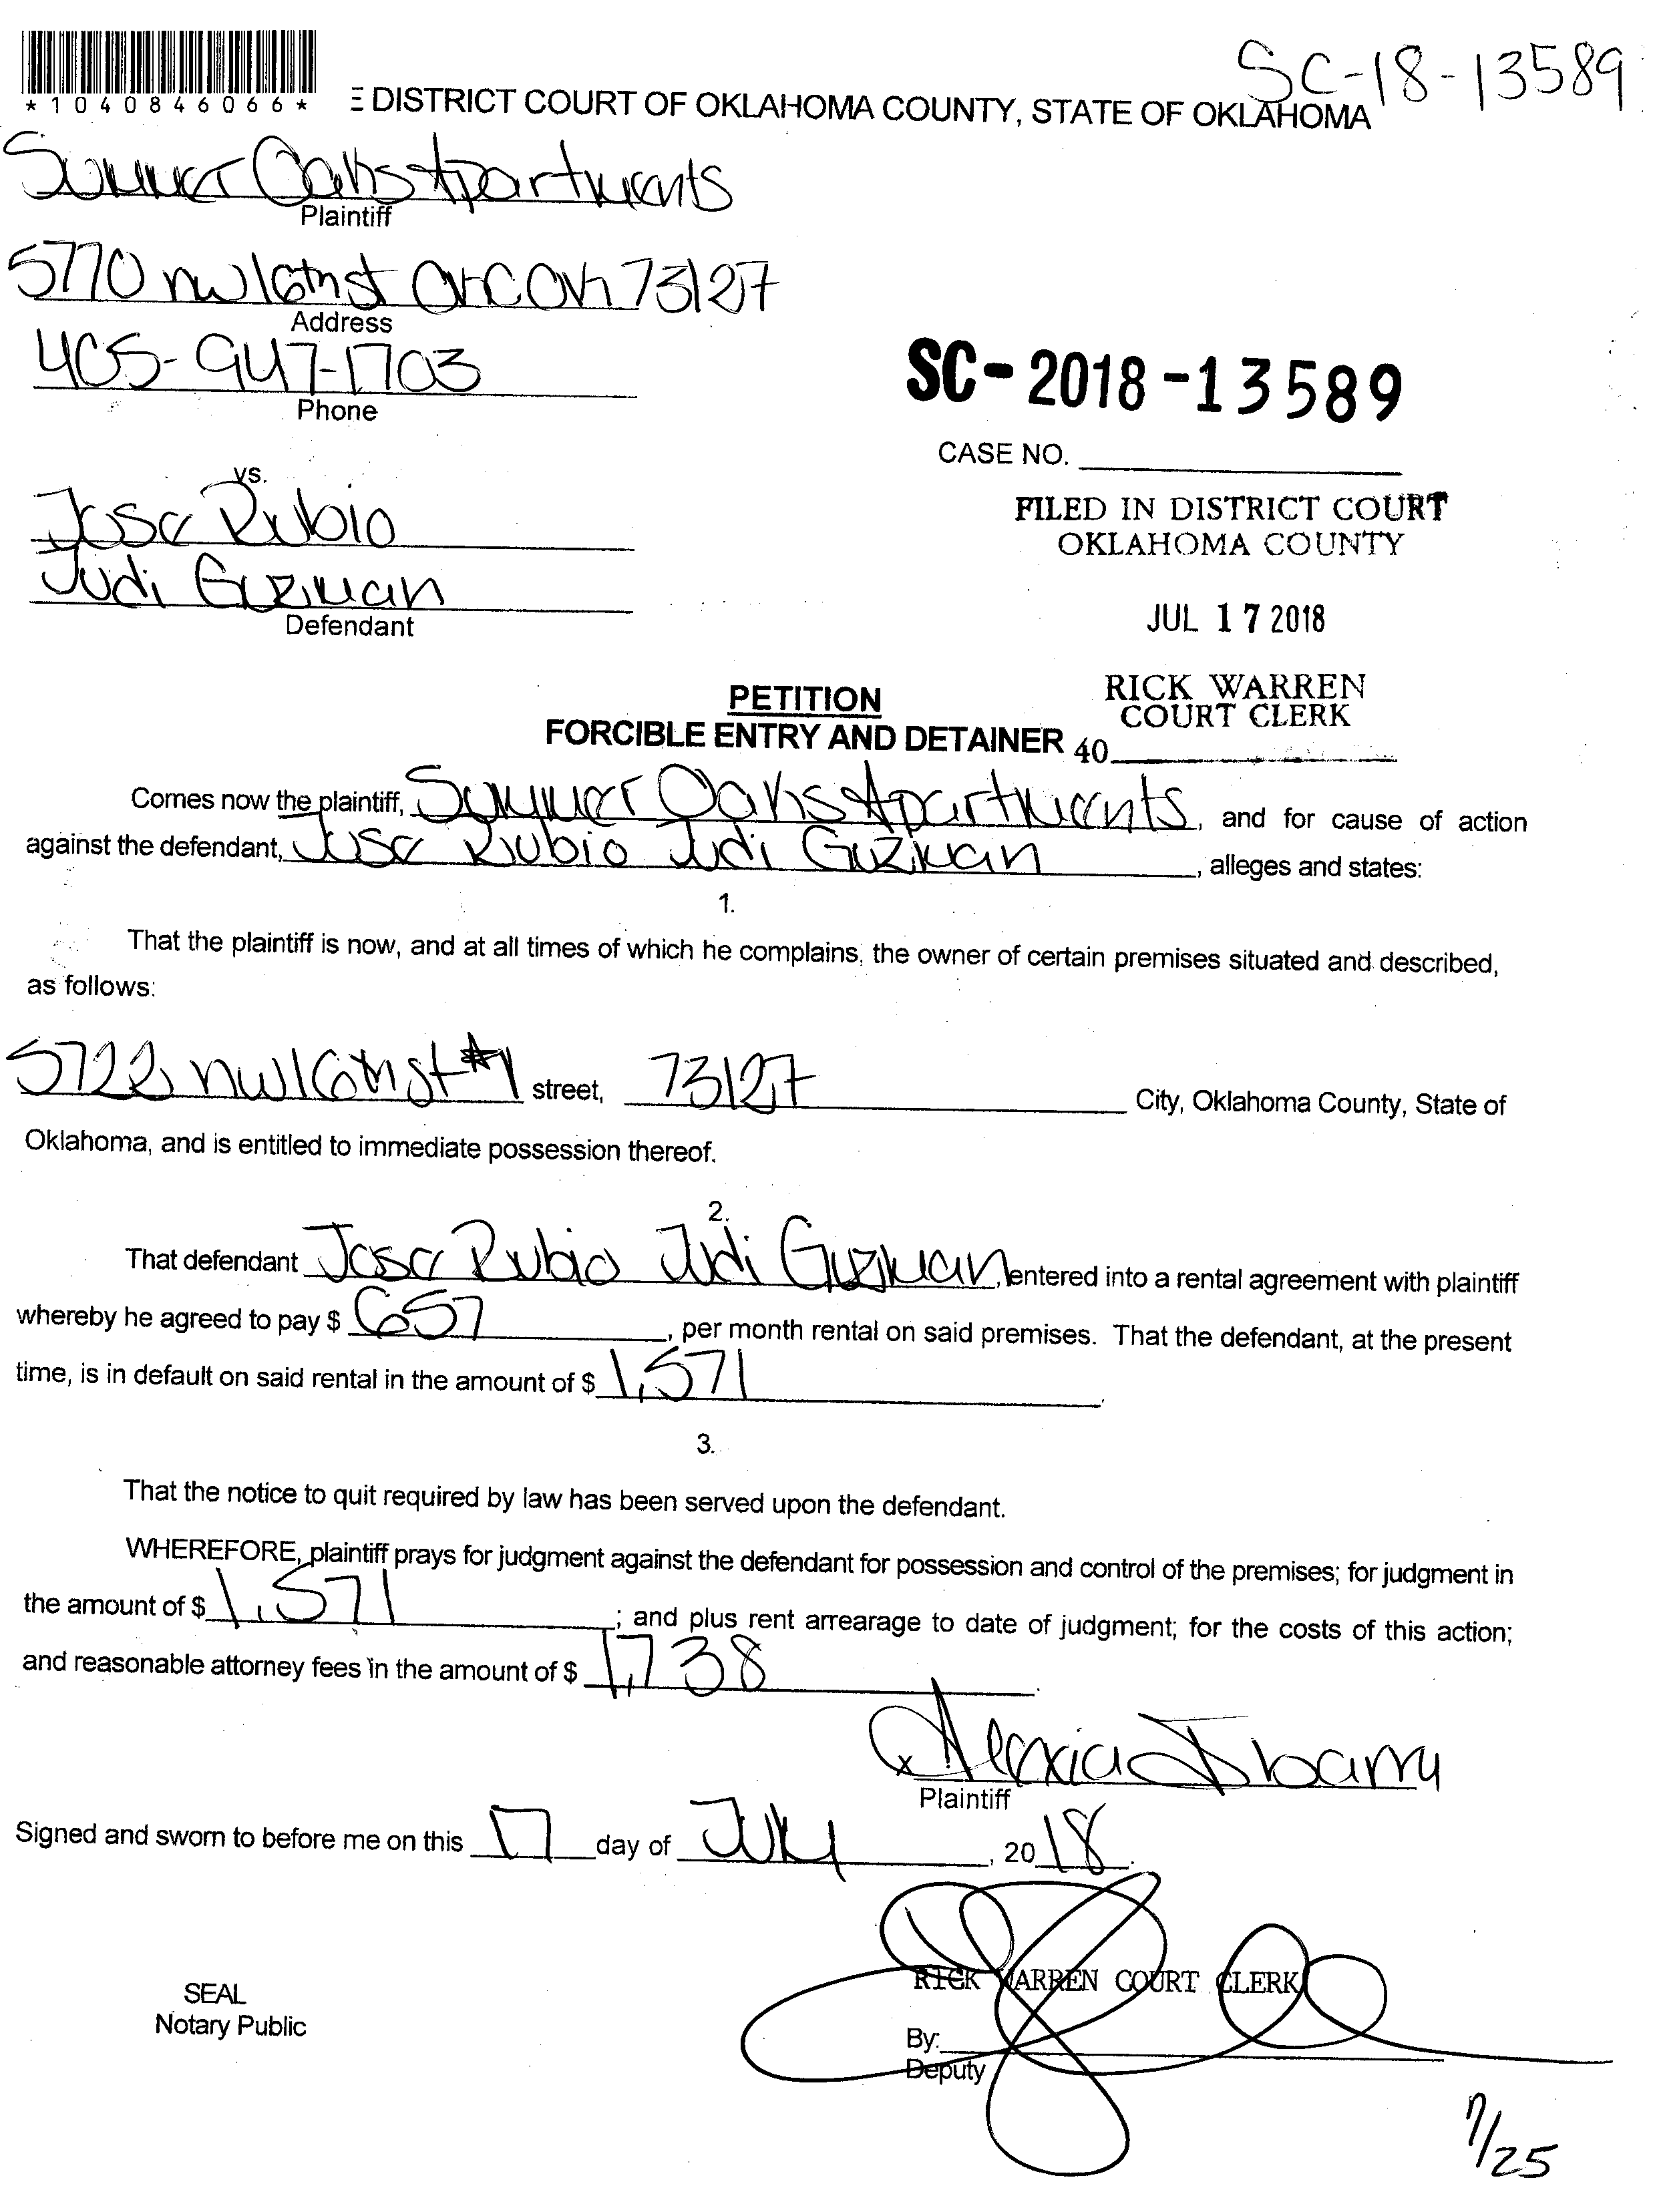 SC-18-13589
*1040846066*
E DISTRICT COURT OF OKLAHOMA COUNTY, STATE OF OKLAHOMA
Summer Oaks Apartments
Plaintiff
5770 nw 16th st OKC OK 73127
Address
405-947-1703
Phone
SC-2018-13589
CASE NO.
vs.
Jose Rubio
Judi Guzman
Defendant
FILED IN DISTRICT COURT
OKLAHOMA COUNTY
JUL 17 2018
RICK WARREN
COURT CLERK
40
PETITION
FORCIBLE ENTRY AND DETAINER
Comes now the plaintiff, Summer Oaks Apartments, and for cause of action
against the defendant, Jose Rubio Judi Guzman, alleges and states:
1.
That the plaintiff is now, and at all times of which he complains, the owner of certain premises situated and described,
as follows:
5722 nw 16th st #1 street, 73127 City, Oklahoma County, State of
Oklahoma, and is entitled to immediate possession thereof.
2.
That defendant Jose Rubio Judi Guzman, entered into a rental agreement with plaintiff
whereby he agreed to pay $ 657, per month rental on said premises. That the defendant, at the present
time, is in default on said rental in the amount of $ 1,571.
3.
That the notice to quit required by law has been served upon the defendant.
WHEREFORE, plaintiff prays for judgment against the defendant for possession and control of the premises; for judgment in
the amount of $ 1,571; and plus rent arrearage to date of judgment; for the costs of this action;
and reasonable attorney fees in the amount of $ 1,738.
x Alexia Ibarra
Plaintiff
Signed and sworn to before me on this 17 day of July, 2018.
RICK WARREN COURT CLERK
SEAL
Notary Public
By:
Deputy
7/25